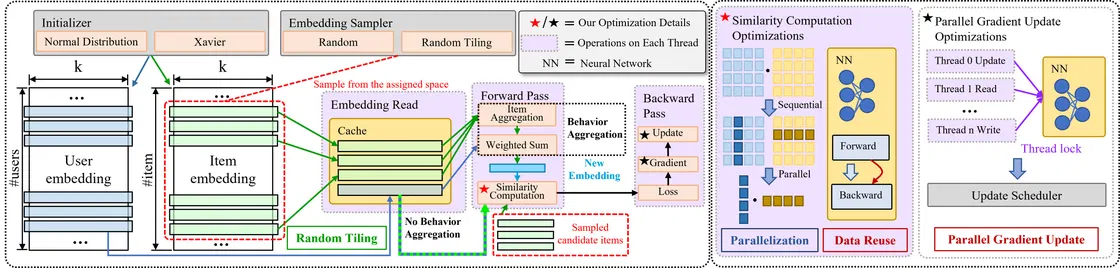 Initializer
Normal Distribution
Xavier
Embedding Sampler
Random
Random Tiling
★/★ = Our Optimization Details
= Operations on Each Thread
NN = Neural Network
k
k
Sample from the assigned space
#users
...
User
embedding
...
#item
...
Item
embedding
...
Embedding Read
Cache
Random Tiling
No Behavior
Aggregation
Forward Pass
Item
Aggregation
Weighted Sum
Behavior
Aggregation
New
Embedding
Similarity
Computation
Sampled
candidate items
Backward
Pass
Update
Gradient
Loss
Similarity Computation
Optimizations
Sequential
Parallel
Parallelization
NN
Forward
Backward
Data Reuse
Parallel Gradient Update
Optimizations
Thread 0 Update
Thread 1 Read
...
Thread n Write
NN
Thread lock
Update Scheduler
Parallel Gradient Update